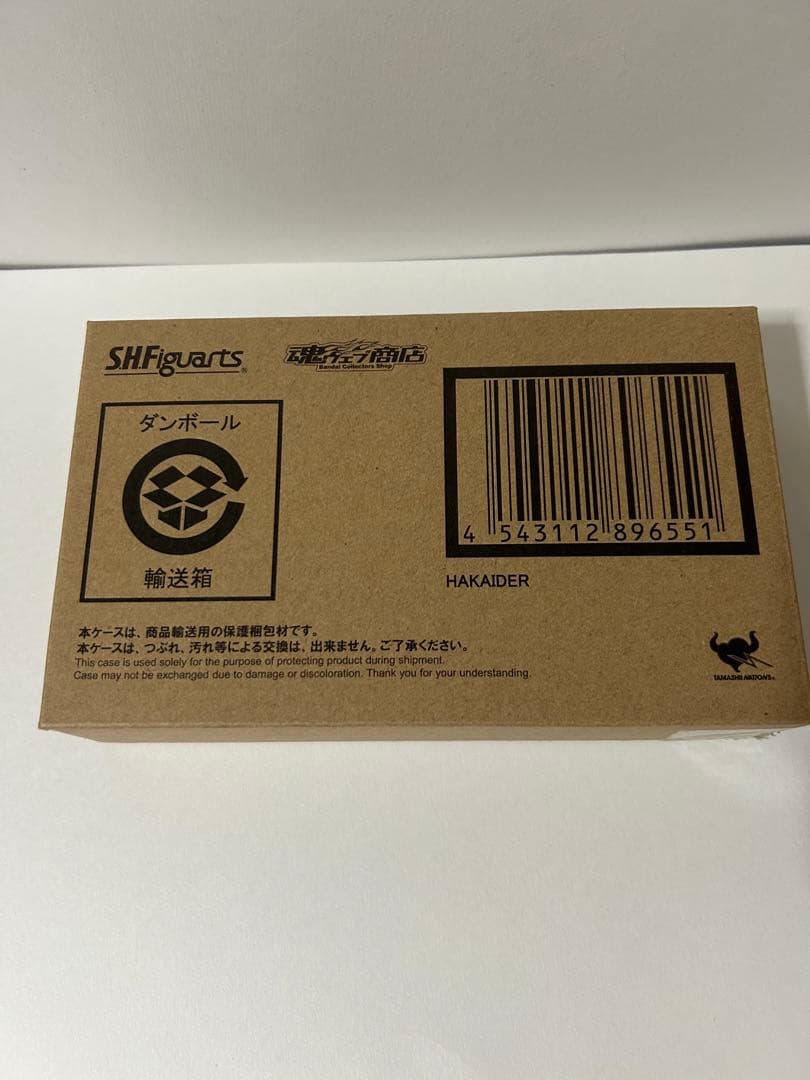 S.H.Figuarts®
魂ウェブ商店
Bandai Collectors Shop
ダンボール
輸送箱
4 543112 896551
HAKAIDER
本ケースは、商品輸送用の保護梱包材です。
本ケースは、つぶれ、汚れ等による交換は、出来ません。ご了承ください。
This case is used solely for the purpose of protecting product during shipment.
Case may not be exchanged due to damage or discoloration. Thank you for your understanding.
TAMASHII NATIONS®